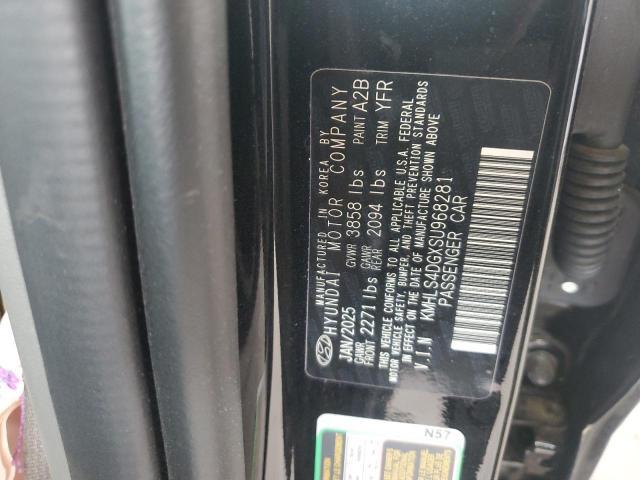 MANUFACTURED IN KOREA BY
HYUNDAI MOTOR COMPANY
JAN/2025 GVWR 3858 lbs PAINT A2B
GAWR FRONT 2271 lbs GAWR REAR 2094 lbs TRIM YFR
THIS VEHICLE CONFORMS TO ALL APPLICABLE U.S.A. FEDERAL
MOTOR VEHICLE SAFETY, BUMPER, AND THEFT PREVENTION STANDARDS
IN EFFECT ON THE DATE OF MANUFACTURE SHOWN ABOVE
V.I.N KMHLS4DGXSU968281
PASSENGER CAR
N57